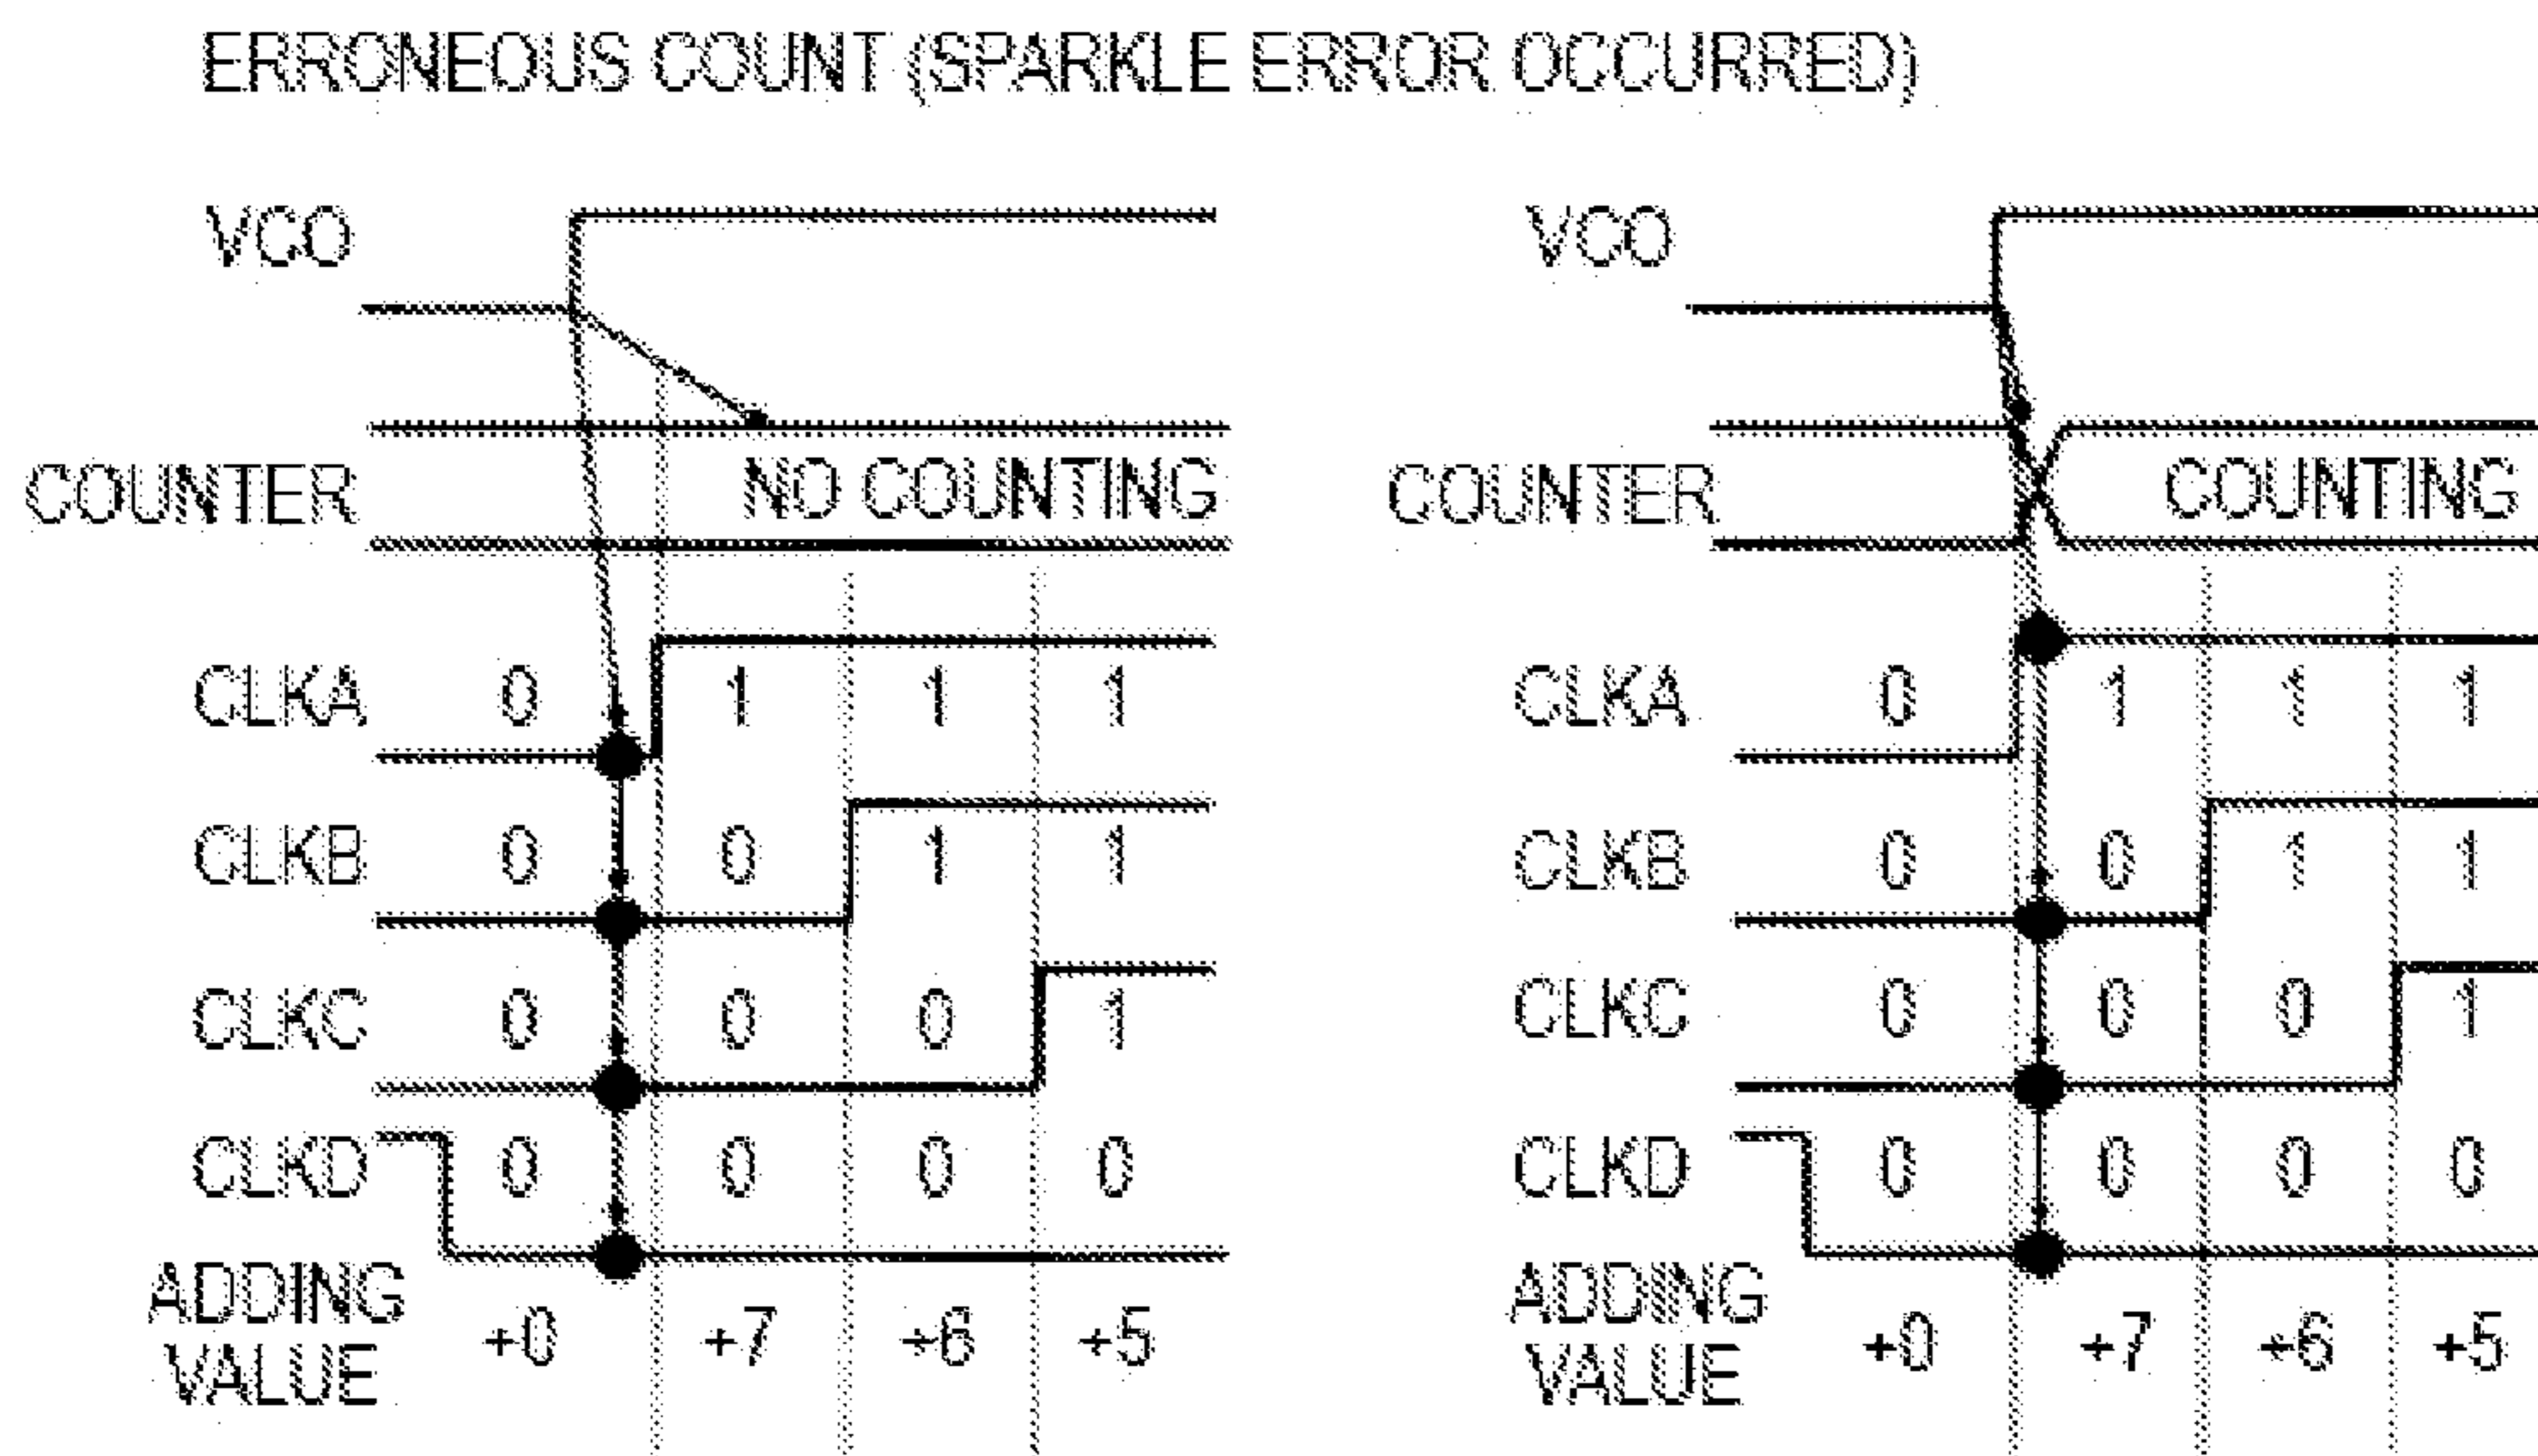 ERRONEOUS COUNT (SPARKLE ERROR OCCURRED)
VCO
COUNTER NO COUNTING
CLKA 0 1 1 1
CLKB 0 0 1 1
CLKC 0 0 0 1
CLKD 0 0 0 0
ADDING
VALUE +0 +7 +6 +5
VCO
COUNTER COUNTING
CLKA 0 1 1 1
CLKB 0 0 1 1
CLKC 0 0 0 1
CLKD 0 0 0 0
ADDING
VALUE +0 +7 +6 +5